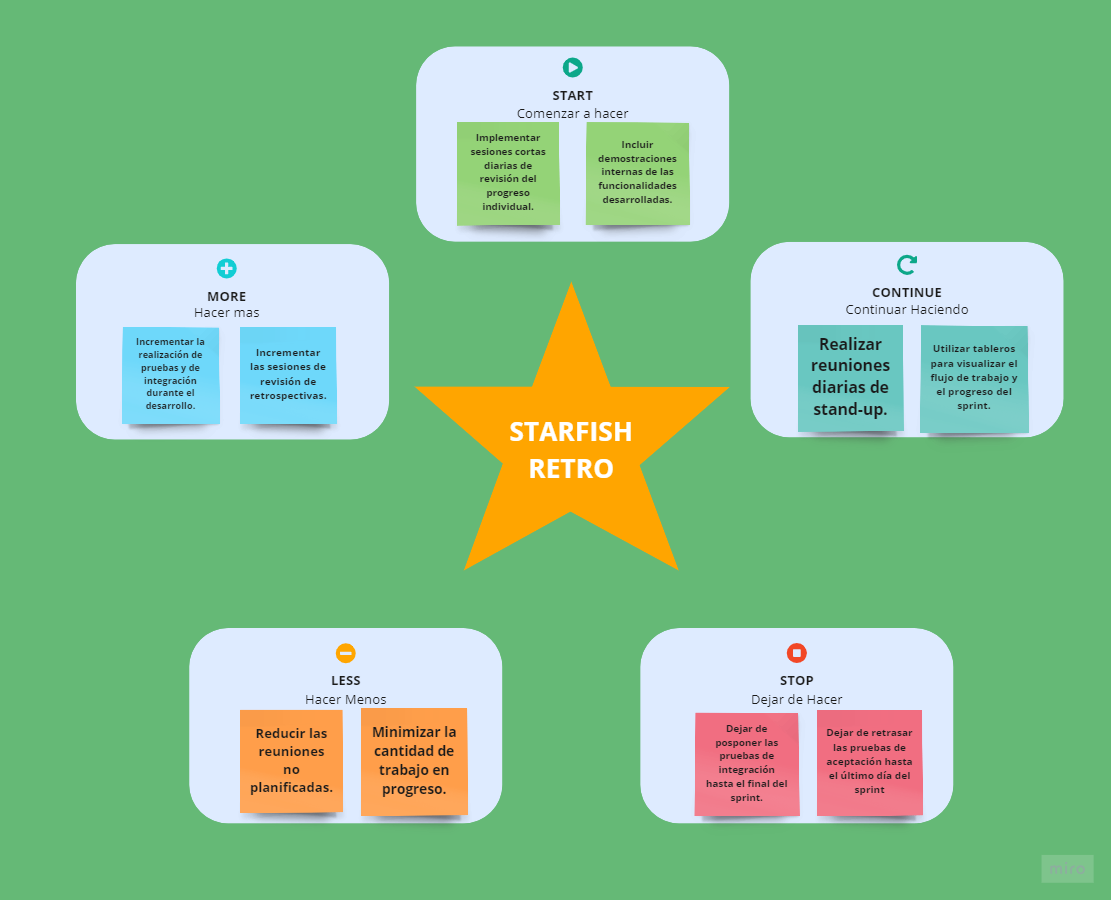 START
Comenzar a hacer
Implementar
sesiones cortas
diarias de
revisión del
progreso
individual.
Incluir
demostraciones
internas de las
funcionalidades
desarrolladas.
MORE
Hacer mas
Incrementar la
realización de
pruebas y de
integración
durante el
desarrollo.
Incrementar
las sesiones de
revisión de
retrospectivas.
CONTINUE
Continuar Haciendo
Realizar
reuniones
diarias de
stand-up.
Utilizar tableros
para visualizar el
flujo de trabajo y
el progreso del
sprint.
STARFISH
RETRO
LESS
Hacer Menos
Reducir las
reuniones
no
planificadas.
Minimizar la
cantidad de
trabajo en
progreso.
STOP
Dejar de Hacer
Dejar de
posponer las
pruebas de
integración
hasta el final del
sprint.
Dejar de retrasar
las pruebas de
aceptación hasta
el último día del
sprint
miro